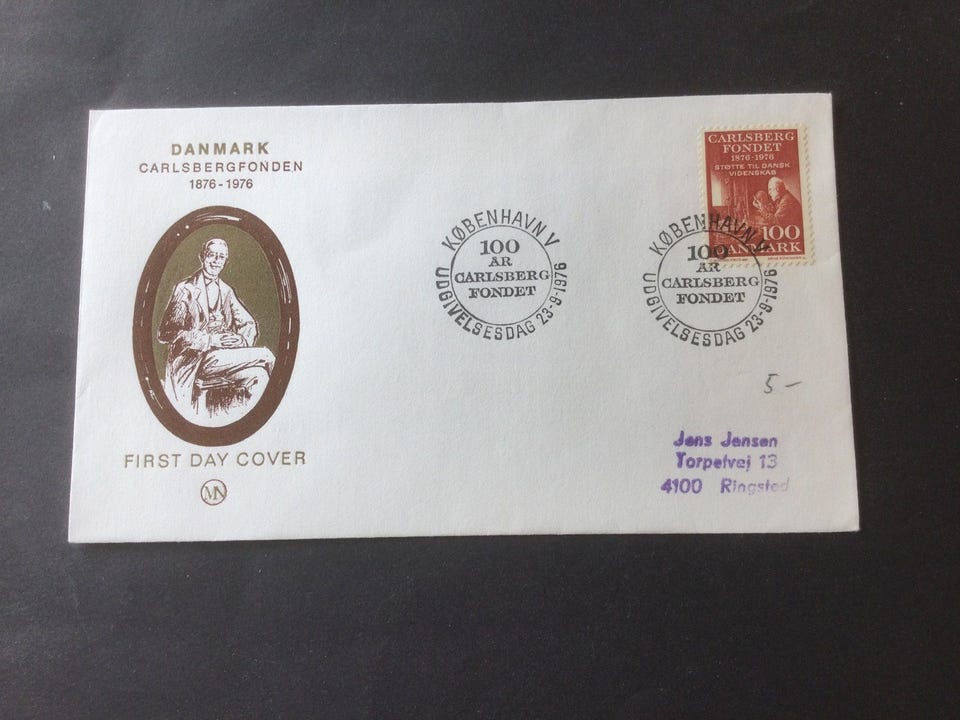 DANMARK
CARLSBERGFONDEN
1876 - 1976
FIRST DAY COVER
MN
KØBENHAVN V
100
ÅR
CARLSBERG
FONDET
UDGIVELSESDAG 23-9-1976
CARLSBERG
FONDET
1876-1976
STØTTE TIL DANSK
VIDENSKAB
100
DANMARK
KØBENHAVN V
100
ÅR
CARLSBERG
FONDET
UDGIVELSESDAG 23-9-1976
5 –
Jens Jensen
Torpetvej 13
4100 Ringsted